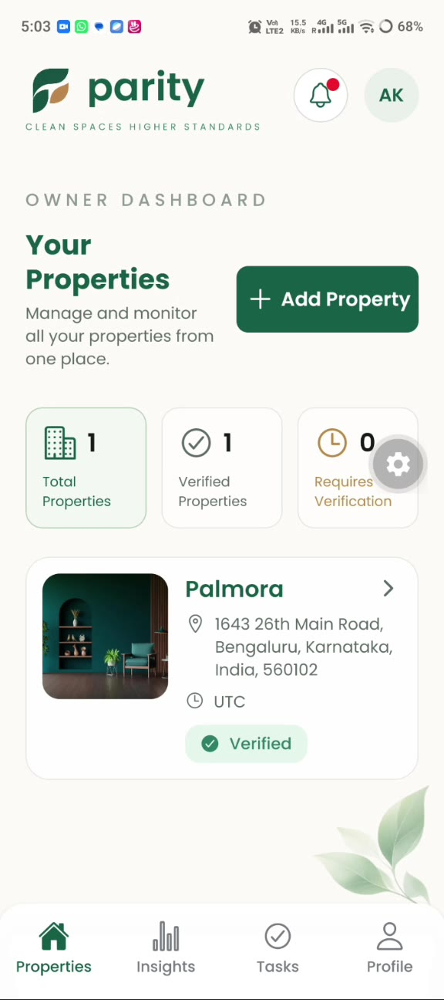 5:03
Vo)) LTE2 15.5 KB/s 4G R 5G 68%
parity
AK
CLEAN SPACES HIGHER STANDARDS
OWNER DASHBOARD
Your
Properties
+ Add Property
Manage and monitor
all your properties from
one place.
1
Total
Properties
1
Verified
Properties
0
Requires
Verification
Palmora
1643 26th Main Road,
Bengaluru, Karnataka,
India, 560102
UTC
Verified
Properties
Insights
Tasks
Profile